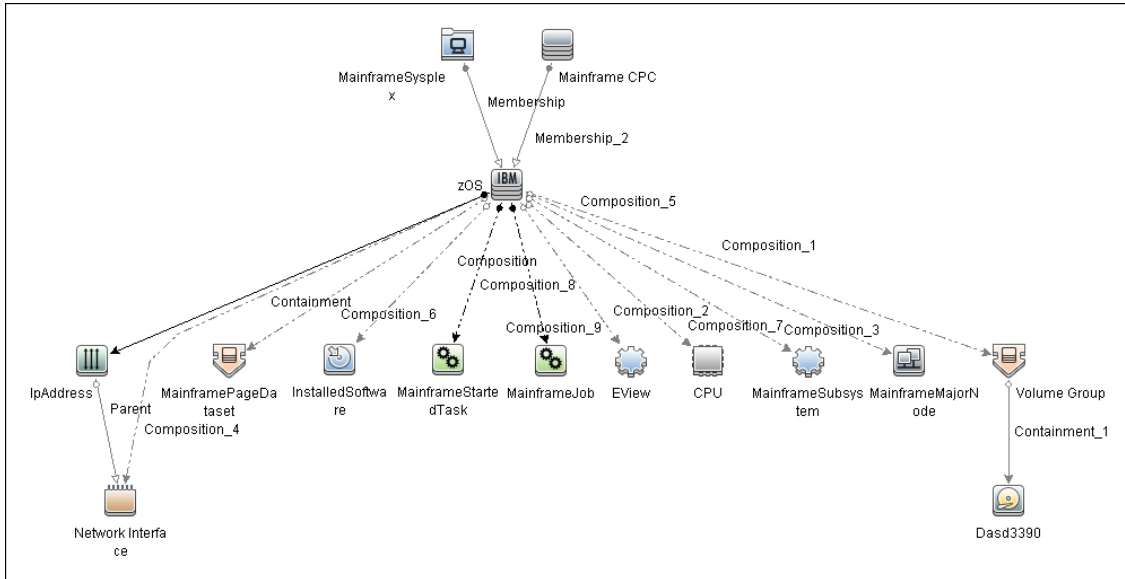 MainframeSysple
x
Mainframe CPC
Membership
Membership_2
IBM
zOS
Composition_5
Composition_1
Composition
Containment
Composition_8
Composition_6
Composition_2
Composition_9
Composition_7
Composition_3
IpAddress
MainframePageDa
taset
InstalledSoftwa
re
MainframeStarte
dTask
MainframeJob
EView
CPU
MainframeSubsys
tem
MainframeMajorN
ode
Volume Group
Parent
Composition_4
Containment_1
Network Interfa
ce
Dasd3390